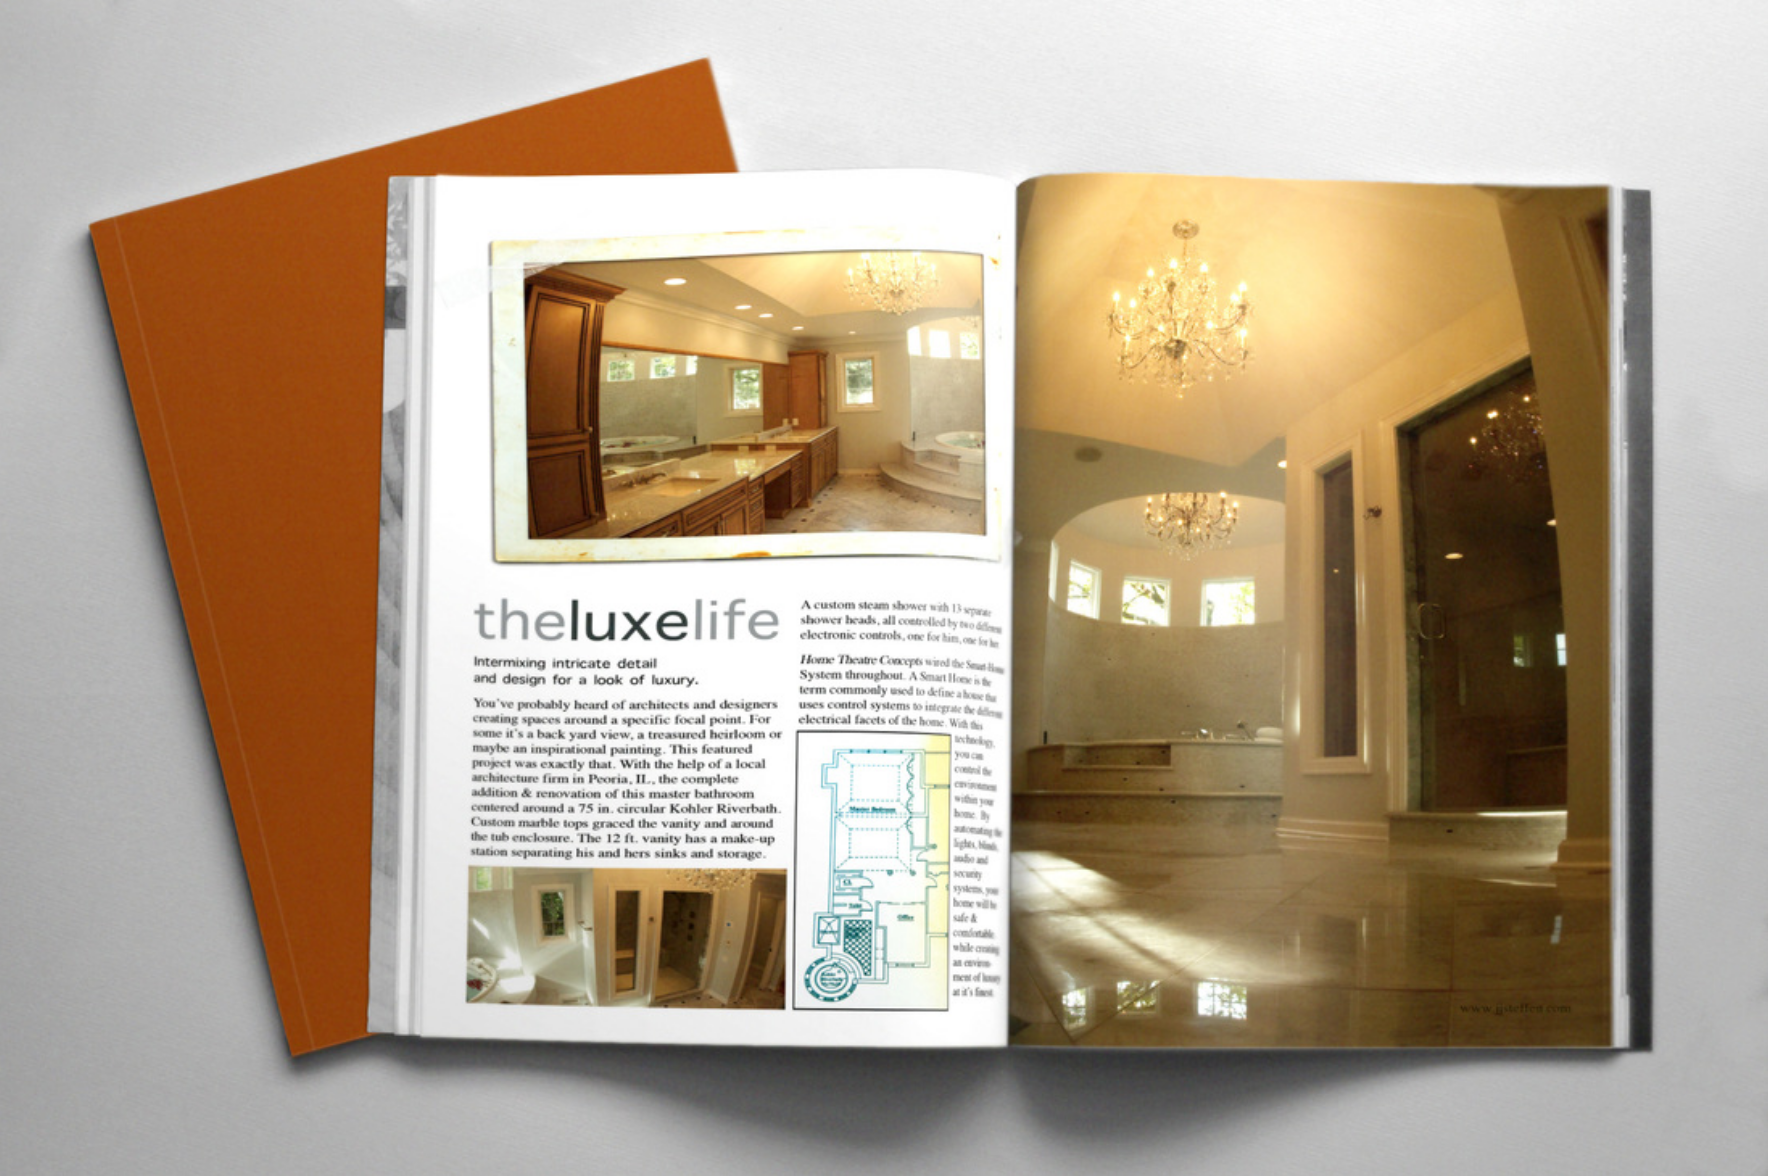 theluxelife
Intermixing intricate detail
and design for a look of luxury.
You've probably heard of architects and designers
creating spaces around a specific focal point. For
some it's a back yard view, a treasured heirloom or
maybe an inspirational painting. This featured
project was exactly that. With the help of a local
architecture firm in Peoria, IL., the complete
addition & renovation of this master bathroom
centered around a 75 in. circular Kohler Riverbath.
Custom marble tops graced the vanity and around
the tub enclosure. The 12 ft. vanity has a make-up
station separating his and hers sinks and storage.
A custom steam shower with 13 separate
shower heads, all controlled by two different
electronic controls, one for him, one for her.
Home Theatre Concepts wired the Smart-Home
System throughout. A Smart Home is the
term commonly used to define a house that
uses control systems to integrate the different
electrical facets of the home. With this
technology,
you can
control the
environment
within your
home. By
automating the
lights, blinds,
audio and
security
systems, your
home will be
safe &
comfortable
while creating
an environ-
ment of luxury
at it's finest.
Master Bedroom
CL
Office
www.jjsteffen.com